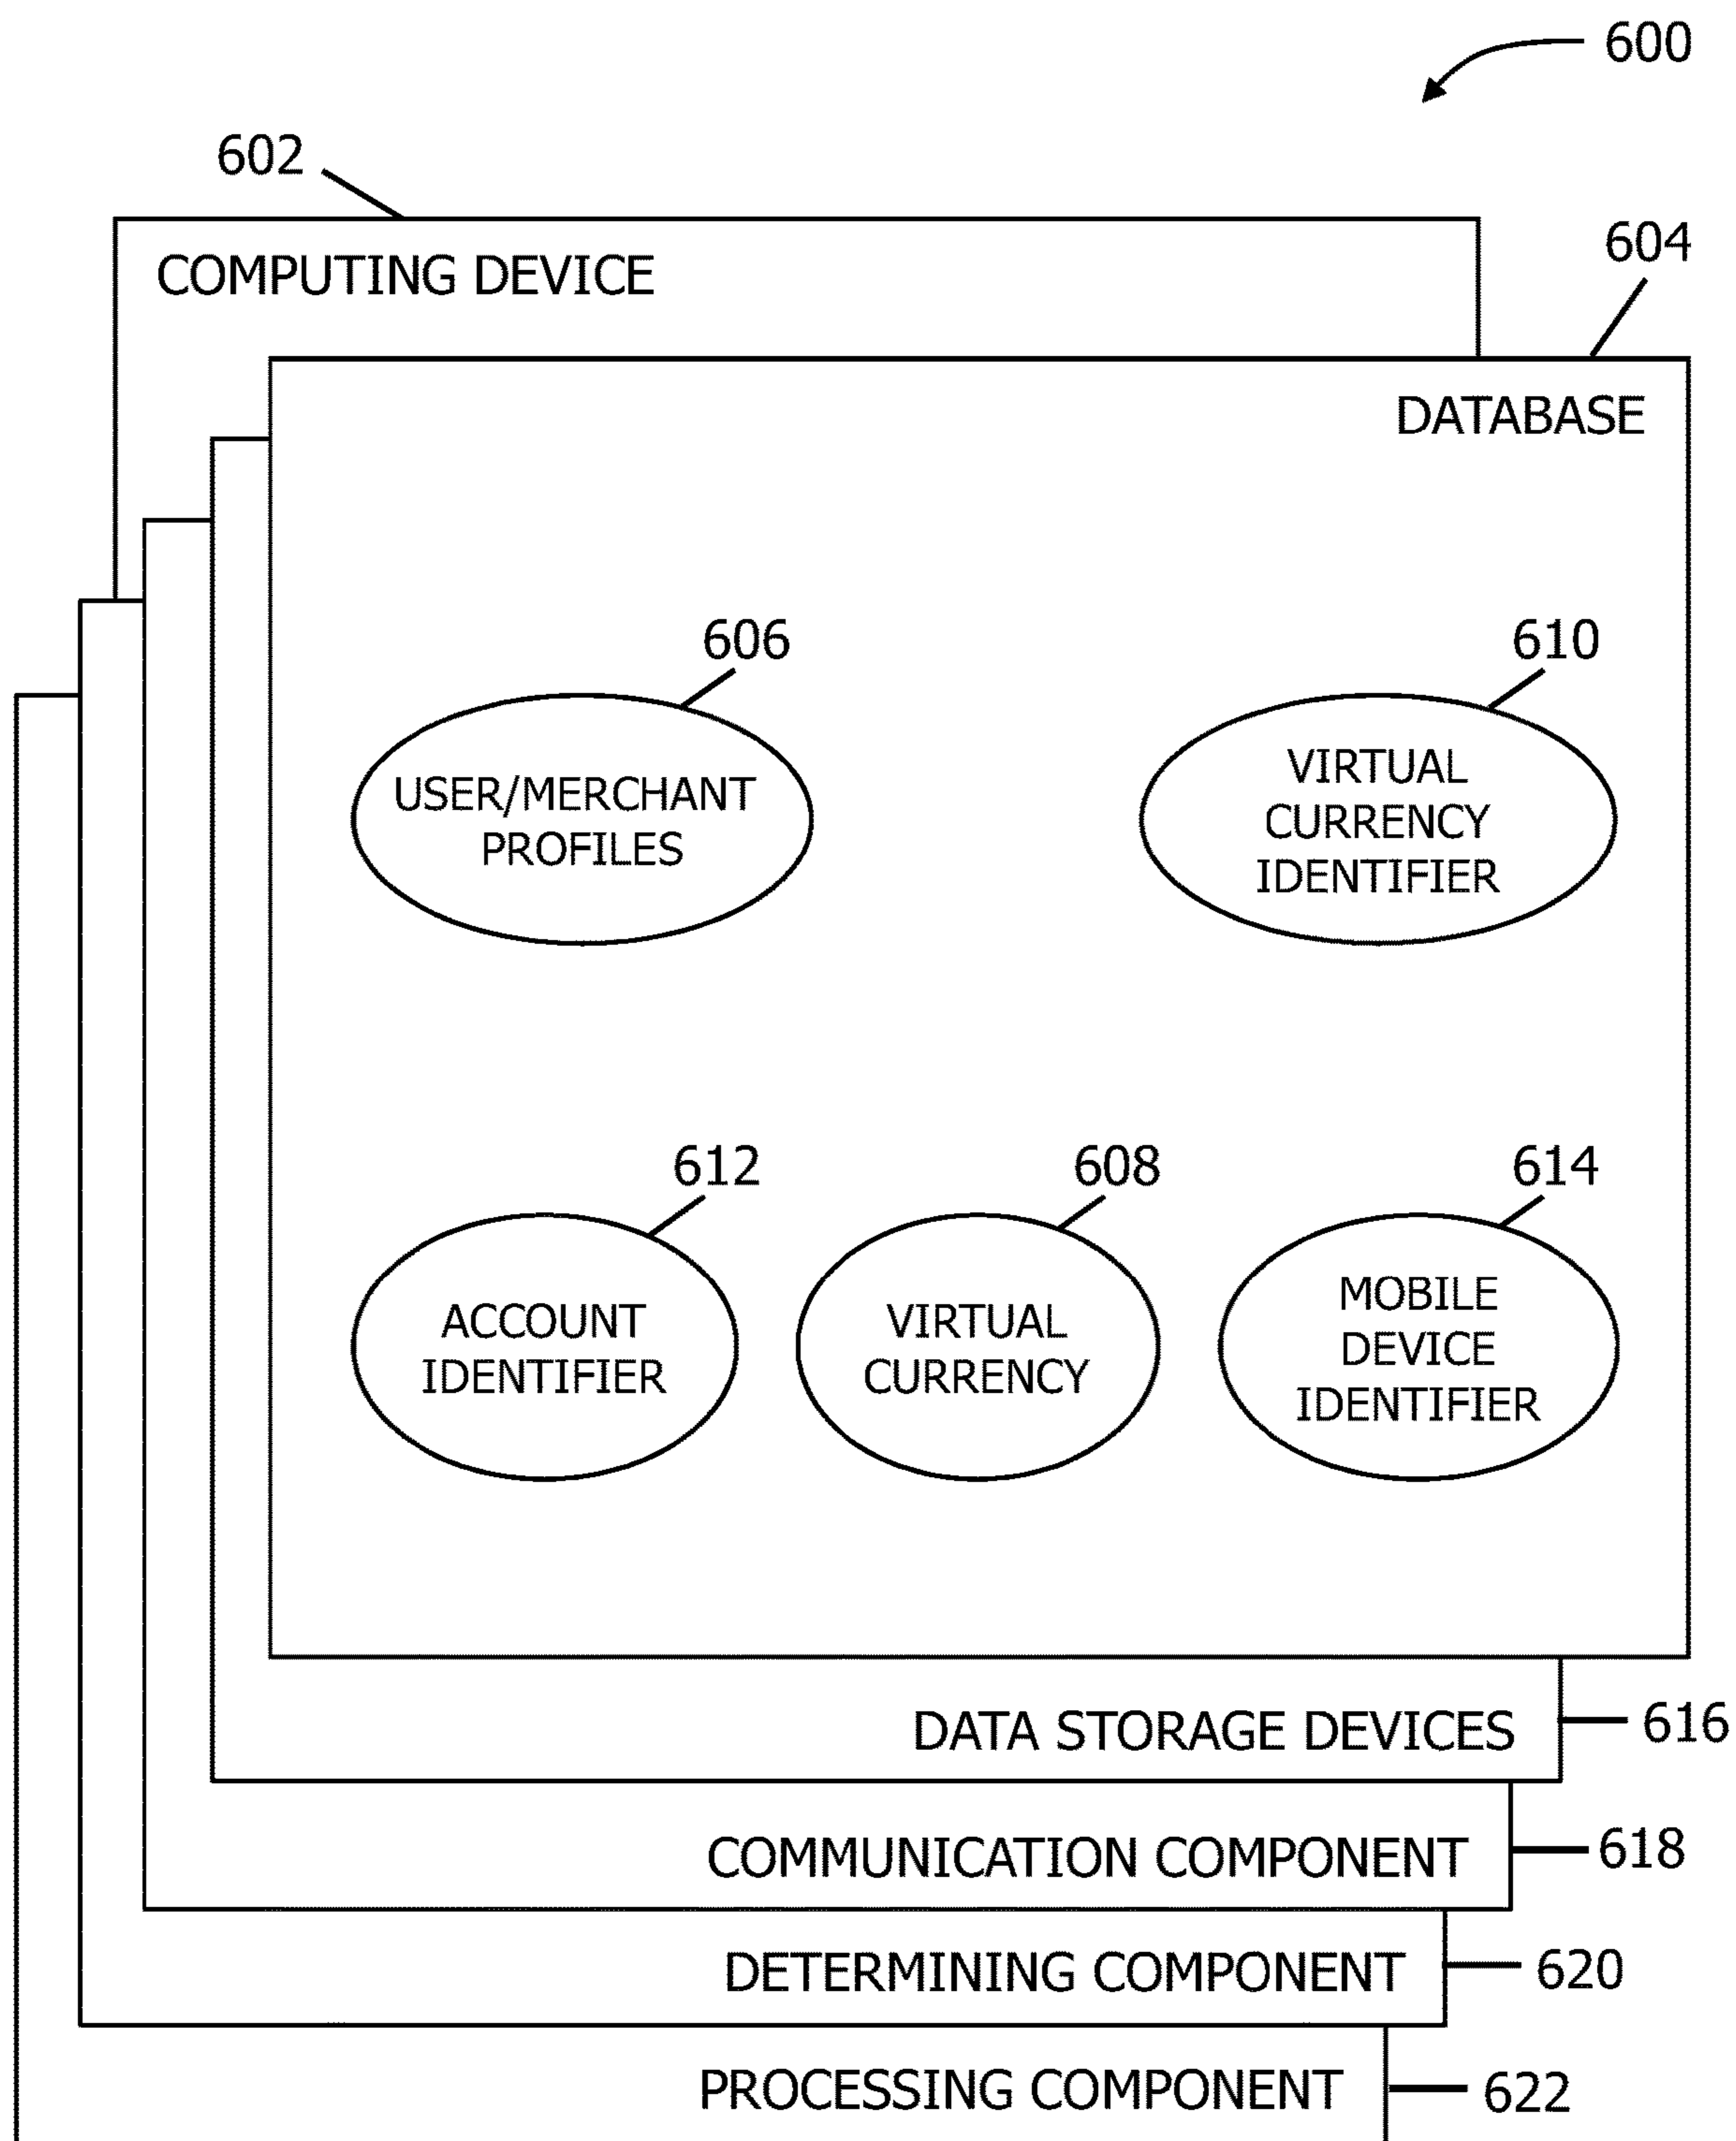 600
602
COMPUTING DEVICE
604
DATABASE
606
USER/MERCHANT
PROFILES
610
VIRTUAL
CURRENCY
IDENTIFIER
612
ACCOUNT
IDENTIFIER
608
VIRTUAL
CURRENCY
614
MOBILE
DEVICE
IDENTIFIER
DATA STORAGE DEVICES
616
COMMUNICATION COMPONENT
618
DETERMINING COMPONENT
620
PROCESSING COMPONENT
622